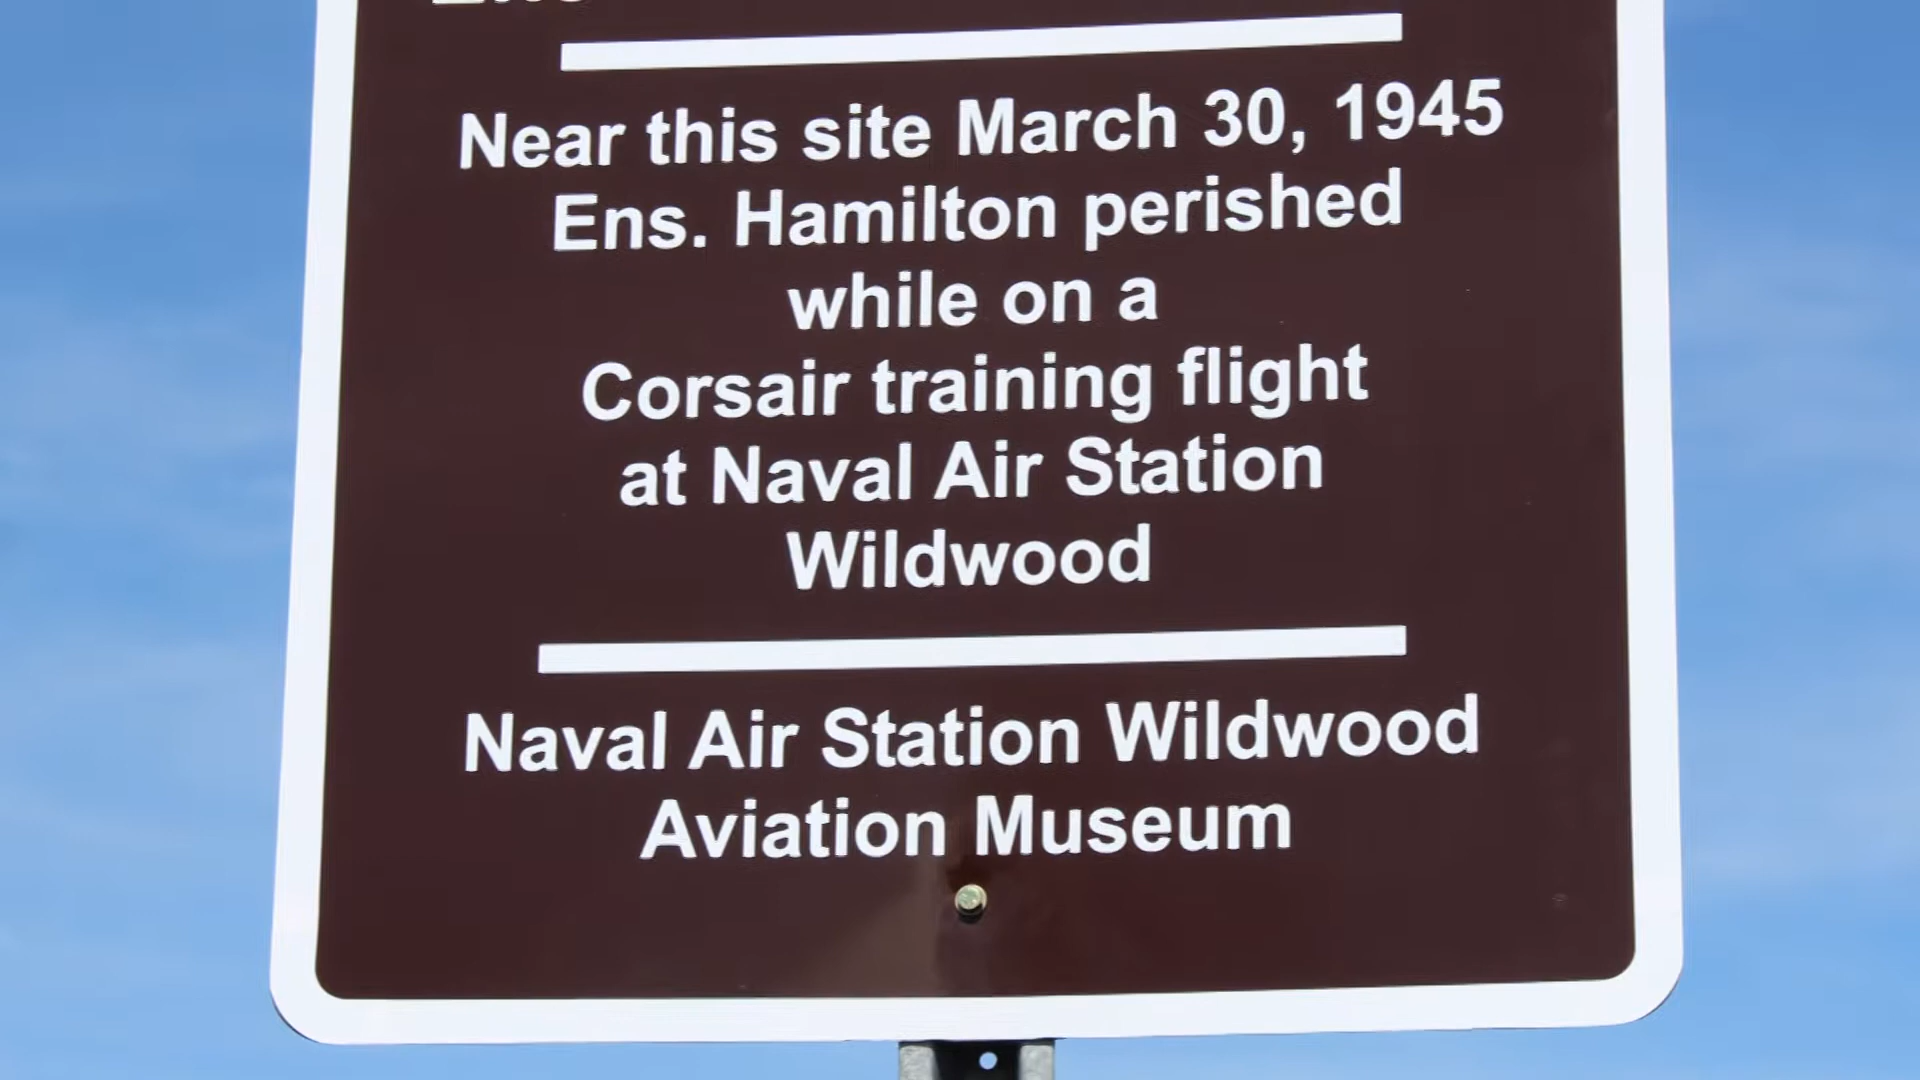 Near this site March 30, 1945
Ens. Hamilton perished
while on a
Corsair training flight
at Naval Air Station
Wildwood
Naval Air Station Wildwood
Aviation Museum